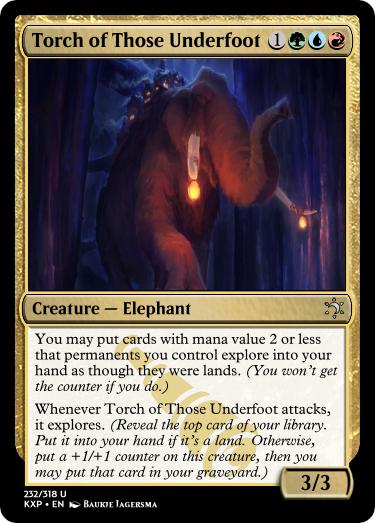 Torch of Those Underfoot 1
Creature — Elephant
You may put cards with mana value 2 or less
that permanents you control explore into your
hand as though they were lands. (You won't get
the counter if you do.)
Whenever Torch of Those Underfoot attacks,
it explores. (Reveal the top card of your library.
Put it into your hand if it's a land. Otherwise,
put a +1/+1 counter on this creature, then you
may put that card in your graveyard.)
3/3
232/318 U
KXP • EN Baukje Jagersma